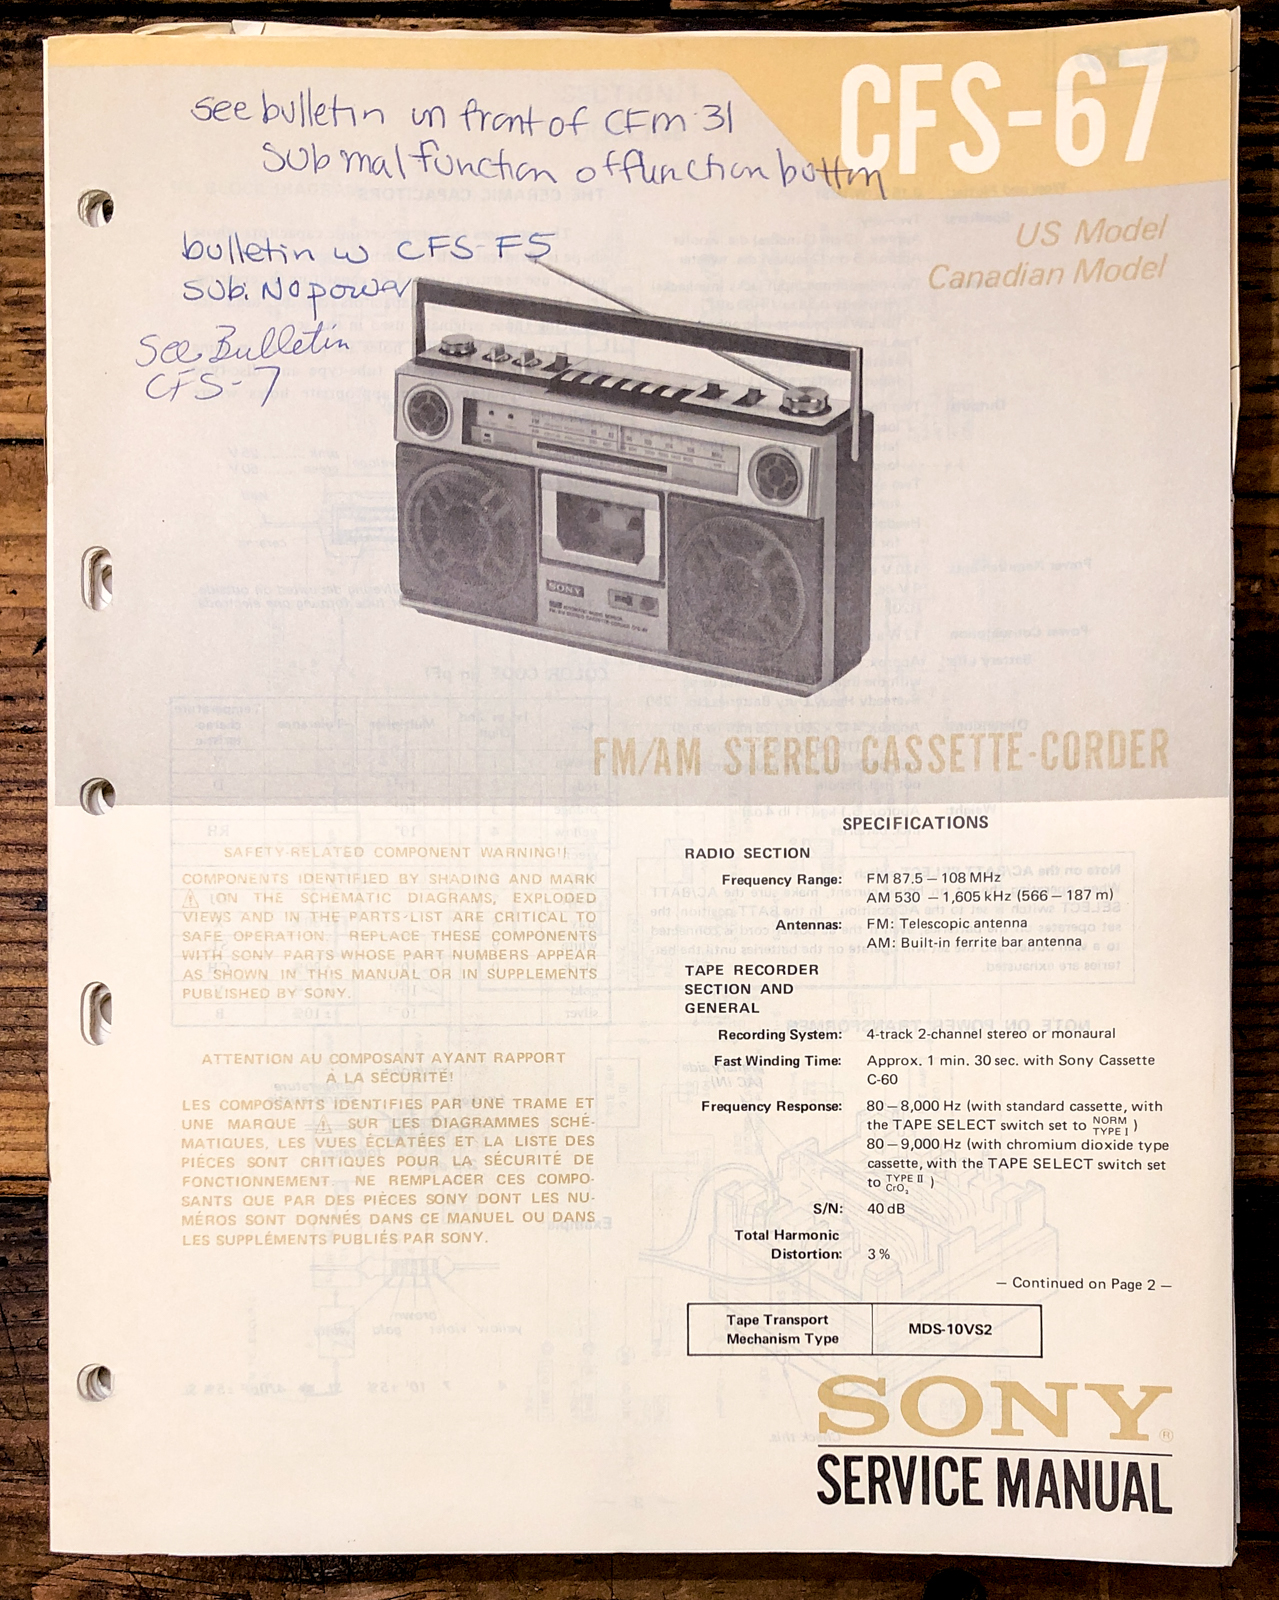 CFS-67
see bulletin in front of CFM 31
sub malfunction of function button
US Model
Canadian Model
bulletin w CFS-F5
sub: No power
See Bulletin
CFS-7
SONY
FM/AM STEREO CASSETTE-CORDER
SAFETY-RELATED COMPONENT WARNING!!
COMPONENTS IDENTIFIED BY SHADING AND MARK
⚠ ON THE SCHEMATIC DIAGRAMS, EXPLODED
VIEWS AND IN THE PARTS LIST ARE CRITICAL TO
SAFE OPERATION. REPLACE THESE COMPONENTS
WITH SONY PARTS WHOSE PART NUMBERS APPEAR
AS SHOWN IN THIS MANUAL OR IN SUPPLEMENTS
PUBLISHED BY SONY.
ATTENTION AU COMPOSANT AYANT RAPPORT
À LA SÉCURITÉ!
LES COMPOSANTS IDENTIFIÉS PAR UNE TRAME ET
UNE MARQUE ⚠ SUR LES DIAGRAMMES SCHÉ-
MATIQUES, LES VUES ÉCLATÉES ET LA LISTE DES
PIÈCES SONT CRITIQUES POUR LA SÉCURITÉ DE
FONCTIONNEMENT. NE REMPLACER CES COMPO-
SANTS QUE PAR DES PIÈCES SONY DONT LES NU-
MÉROS SONT DONNÉS DANS CE MANUEL OU DANS
LES SUPPLÉMENTS PUBLIÉS PAR SONY.
SPECIFICATIONS
RADIO SECTION
Frequency Range: FM 87.5 – 108 MHz
AM 530 – 1,605 kHz (566 – 187 m)
Antennas: FM: Telescopic antenna
AM: Built-in ferrite bar antenna
TAPE RECORDER
SECTION AND
GENERAL
Recording System: 4-track 2-channel stereo or monaural
Fast Winding Time: Approx. 1 min. 30 sec. with Sony Cassette
C-60
Frequency Response: 80 – 8,000 Hz (with standard cassette, with
the TAPE SELECT switch set to NORM TYPE I )
80 – 9,000 Hz (with chromium dioxide type
cassette, with the TAPE SELECT switch set
to TYPE II CrO₂ )
S/N: 40 dB
Total Harmonic
Distortion: 3 %
— Continued on Page 2 —
Tape Transport
Mechanism Type
MDS-10VS2
SONY®
SERVICE MANUAL